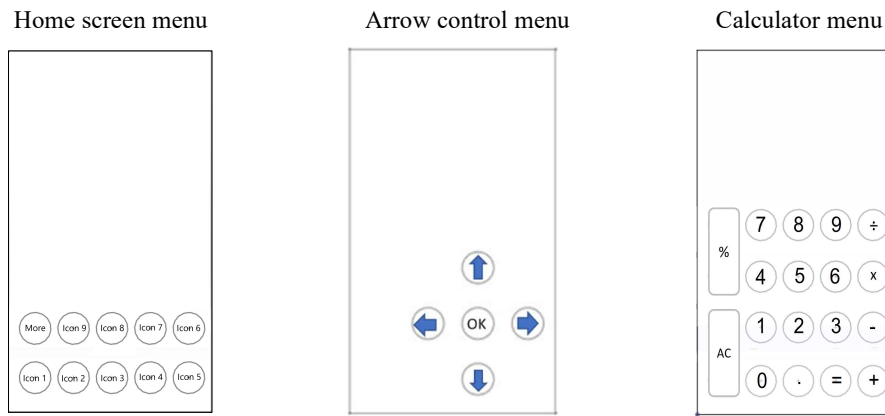 Home screen menu
Arrow control menu
Calculator menu
More Icon 9 Icon 8 Icon 7 Icon 6
Icon 1 Icon 2 Icon 3 Icon 4 Icon 5
OK
%
7 8 9 ÷
4 5 6 x
AC
1 2 3 -
0 . = +